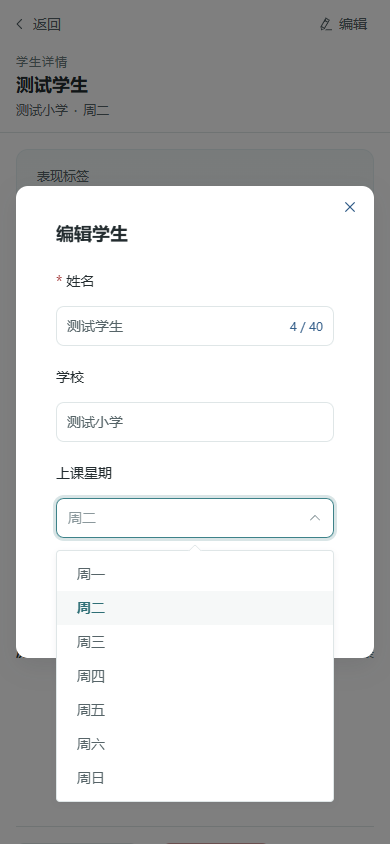 返回
编辑
学生详情
测试学生
测试小学 · 周二
表现标签
编辑学生
* 姓名
测试学生 4 / 40
学校
测试小学
上课星期
周二
周一
周二
周三
周四
周五
周六
周日